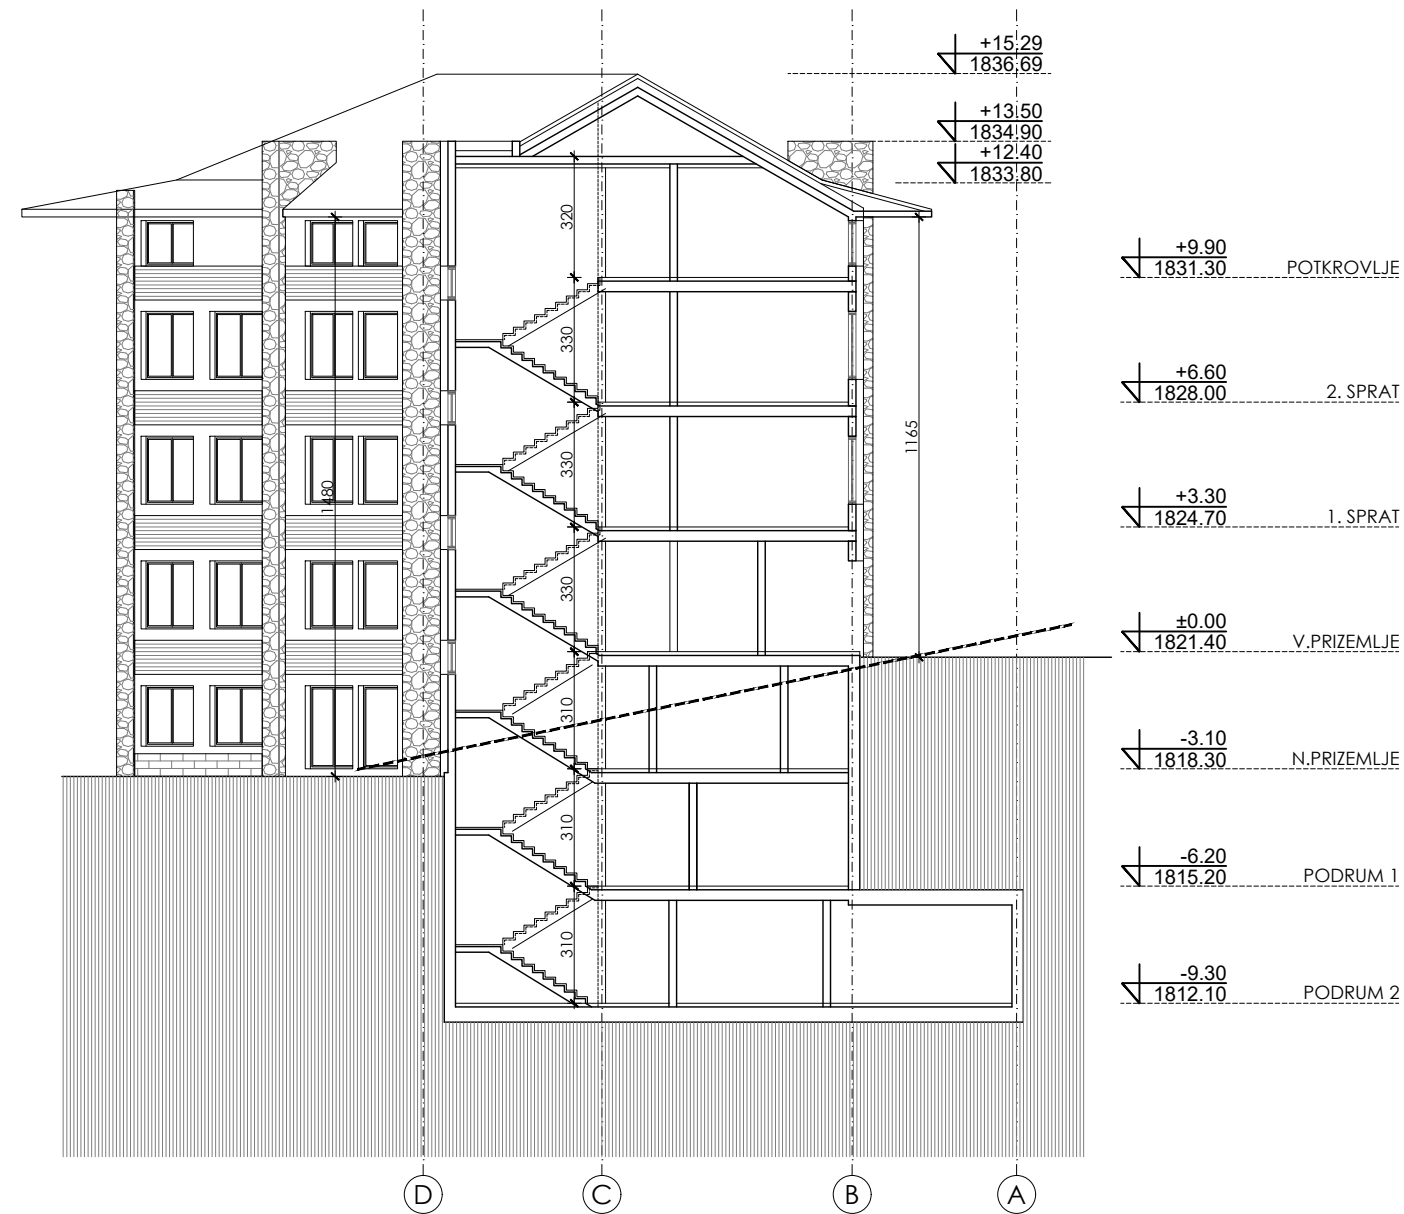 +15.29
1836.69
+13.50
1834.90
+12.40
1833.80
+9.90
1831.30 POTKROVLJE
+6.60
1828.00 2. SPRAT
+3.30
1824.70 1. SPRAT
±0.00
1821.40 V.PRIZEMLJE
-3.10
1818.30 N.PRIZEMLJE
-6.20
1815.20 PODRUM 1
-9.30
1812.10 PODRUM 2
320
330
330
330
310
310
310
1480
1165
D C B A